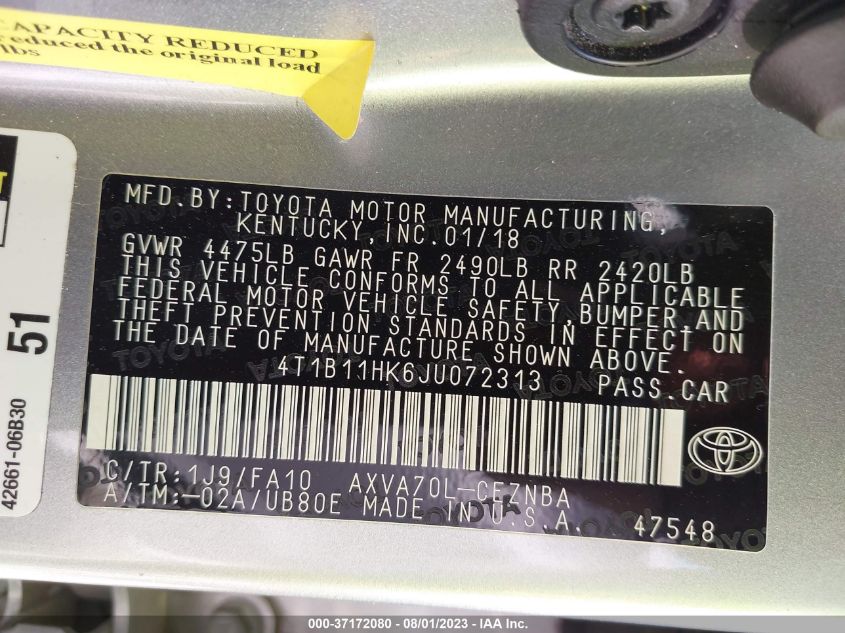 CAPACITY REDUCED
reduced the original load
lbs
51
42661-06B30
MFD.BY:TOYOTA MOTOR MANUFACTURING,
KENTUCKY,INC.01/18
GVWR 4475LB GAWR FR 2490LB RR 2420LB
THIS VEHICLE CONFORMS TO ALL APPLICABLE
FEDERAL MOTOR VEHICLE SAFETY,BUMPER,AND
THEFT PREVENTION STANDARDS IN EFFECT ON
THE DATE OF MANUFACTURE SHOWN ABOVE.
4T1B11HK6JU072313 PASS.CAR
C/TR:1J9/FA10 AXVA70L-CEZNBA
A/TM:-02A/UB80E MADE IN U.S.A. 47548
TOYOTA
000-37172080 - 08/01/2023 - IAA Inc.